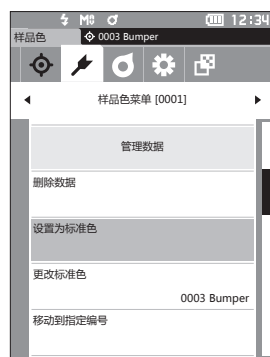 M 12:34
样品色 0003 Bumper
样品色菜单 [0001]
管理数据
删除数据
设置为标准色
更改标准色
0003 Bumper
移动到指定编号